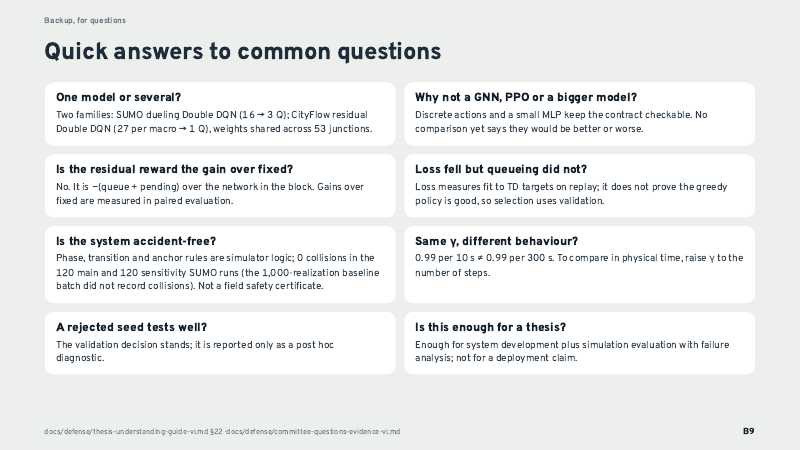 Backup, for questions
Quick answers to common questions
One model or several?
Two families: SUMO dueling Double DQN (16 → 3 Q); CityFlow residual
Double DQN (27 per macro → 1 Q), weights shared across 53 junctions.
Why not a GNN, PPO or a bigger model?
Discrete actions and a small MLP keep the contract checkable. No
comparison yet says they would be better or worse.
Is the residual reward the gain over fixed?
No. It is −(queue + pending) over the network in the block. Gains over
fixed are measured in paired evaluation.
Loss fell but queueing did not?
Loss measures fit to TD targets on replay; it does not prove the greedy
policy is good, so selection uses validation.
Is the system accident-free?
Phase, transition and anchor rules are simulator logic; 0 collisions in the
120 main and 120 sensitivity SUMO runs (the 1,000-realization baseline
batch did not record collisions). Not a field safety certificate.
Same γ, different behaviour?
0.99 per 10 s ≠ 0.99 per 300 s. To compare in physical time, raise γ to the
number of steps.
A rejected seed tests well?
The validation decision stands; it is reported only as a post hoc
diagnostic.
Is this enough for a thesis?
Enough for system development plus simulation evaluation with failure
analysis; not for a deployment claim.
docs/defense/thesis-understanding-guide-vi.md §22 · docs/defense/committee-questions-evidence-vi.md
B9